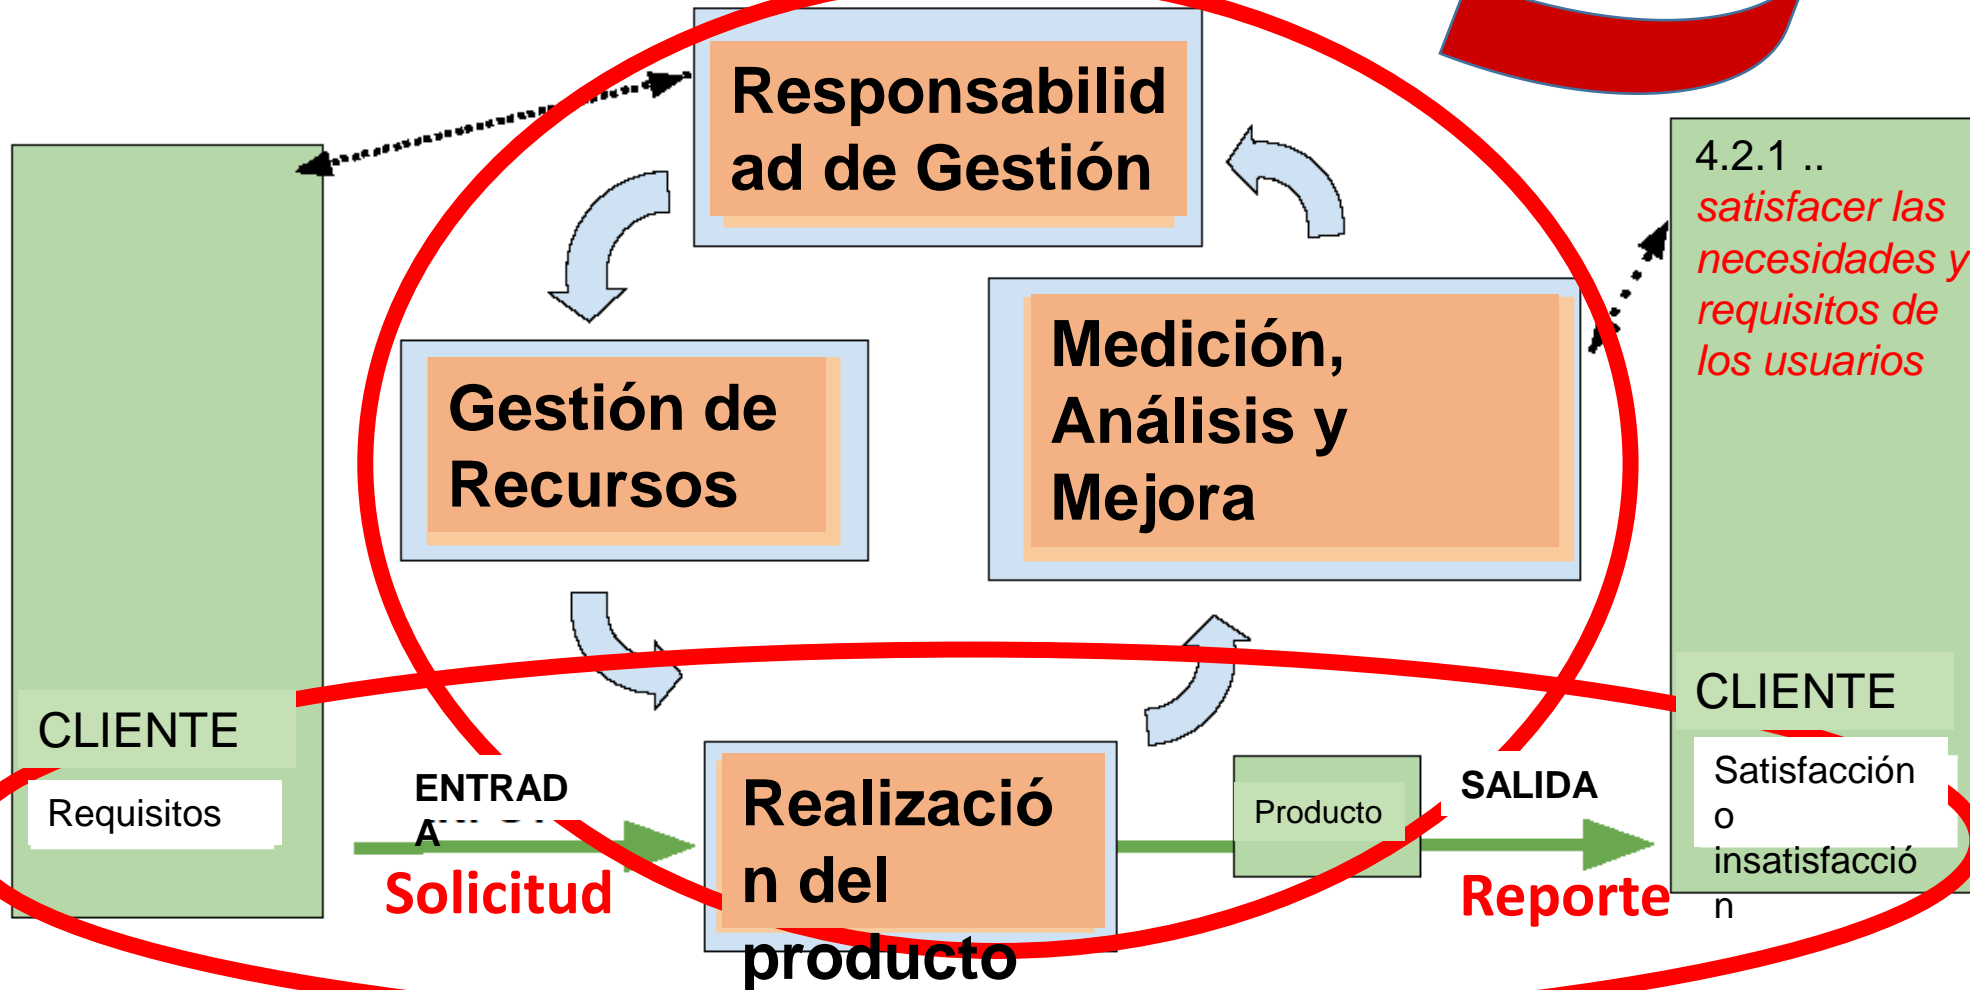 Responsabilid
ad de Gestión
4.2.1 ..
satisfacer las
necesidades y
requisitos de
los usuarios
Medición,
Análisis y
Mejora
Gestión de
Recursos
CLIENTE
Requisitos
CLIENTE
Satisfacción
o
insatisfacció
n
ENTRAD
A
Solicitud
Realizació
n del
producto
Producto
SALIDA
Reporte